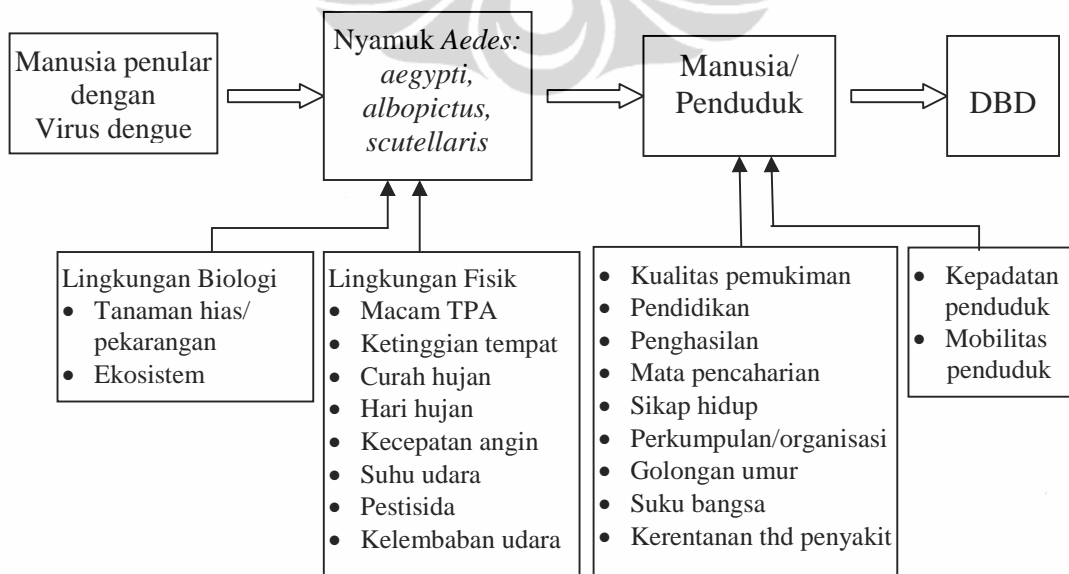 Manusia penular
dengan
Virus dengue
Nyamuk Aedes:
aegypti,
albopictus,
scutellaris
Manusia/
Penduduk
DBD
Lingkungan Biologi
• Tanaman hias/
pekarangan
• Ekosistem
Lingkungan Fisik
• Macam TPA
• Ketinggian tempat
• Curah hujan
• Hari hujan
• Kecepatan angin
• Suhu udara
• Pestisida
• Kelembaban udara
• Kualitas pemukiman
• Pendidikan
• Penghasilan
• Mata pencaharian
• Sikap hidup
• Perkumpulan/organisasi
• Golongan umur
• Suku bangsa
• Kerentanan thd penyakit
• Kepadatan
penduduk
• Mobilitas
penduduk